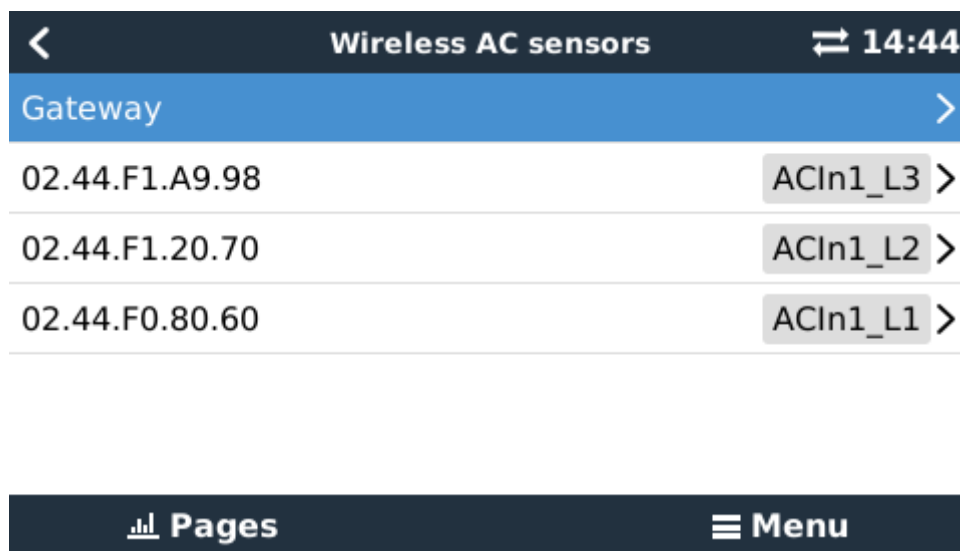 Wireless AC sensors 14:44
Gateway
02.44.F1.A9.98 ACIn1_L3
02.44.F1.20.70 ACIn1_L2
02.44.F0.80.60 ACIn1_L1
Pages Menu